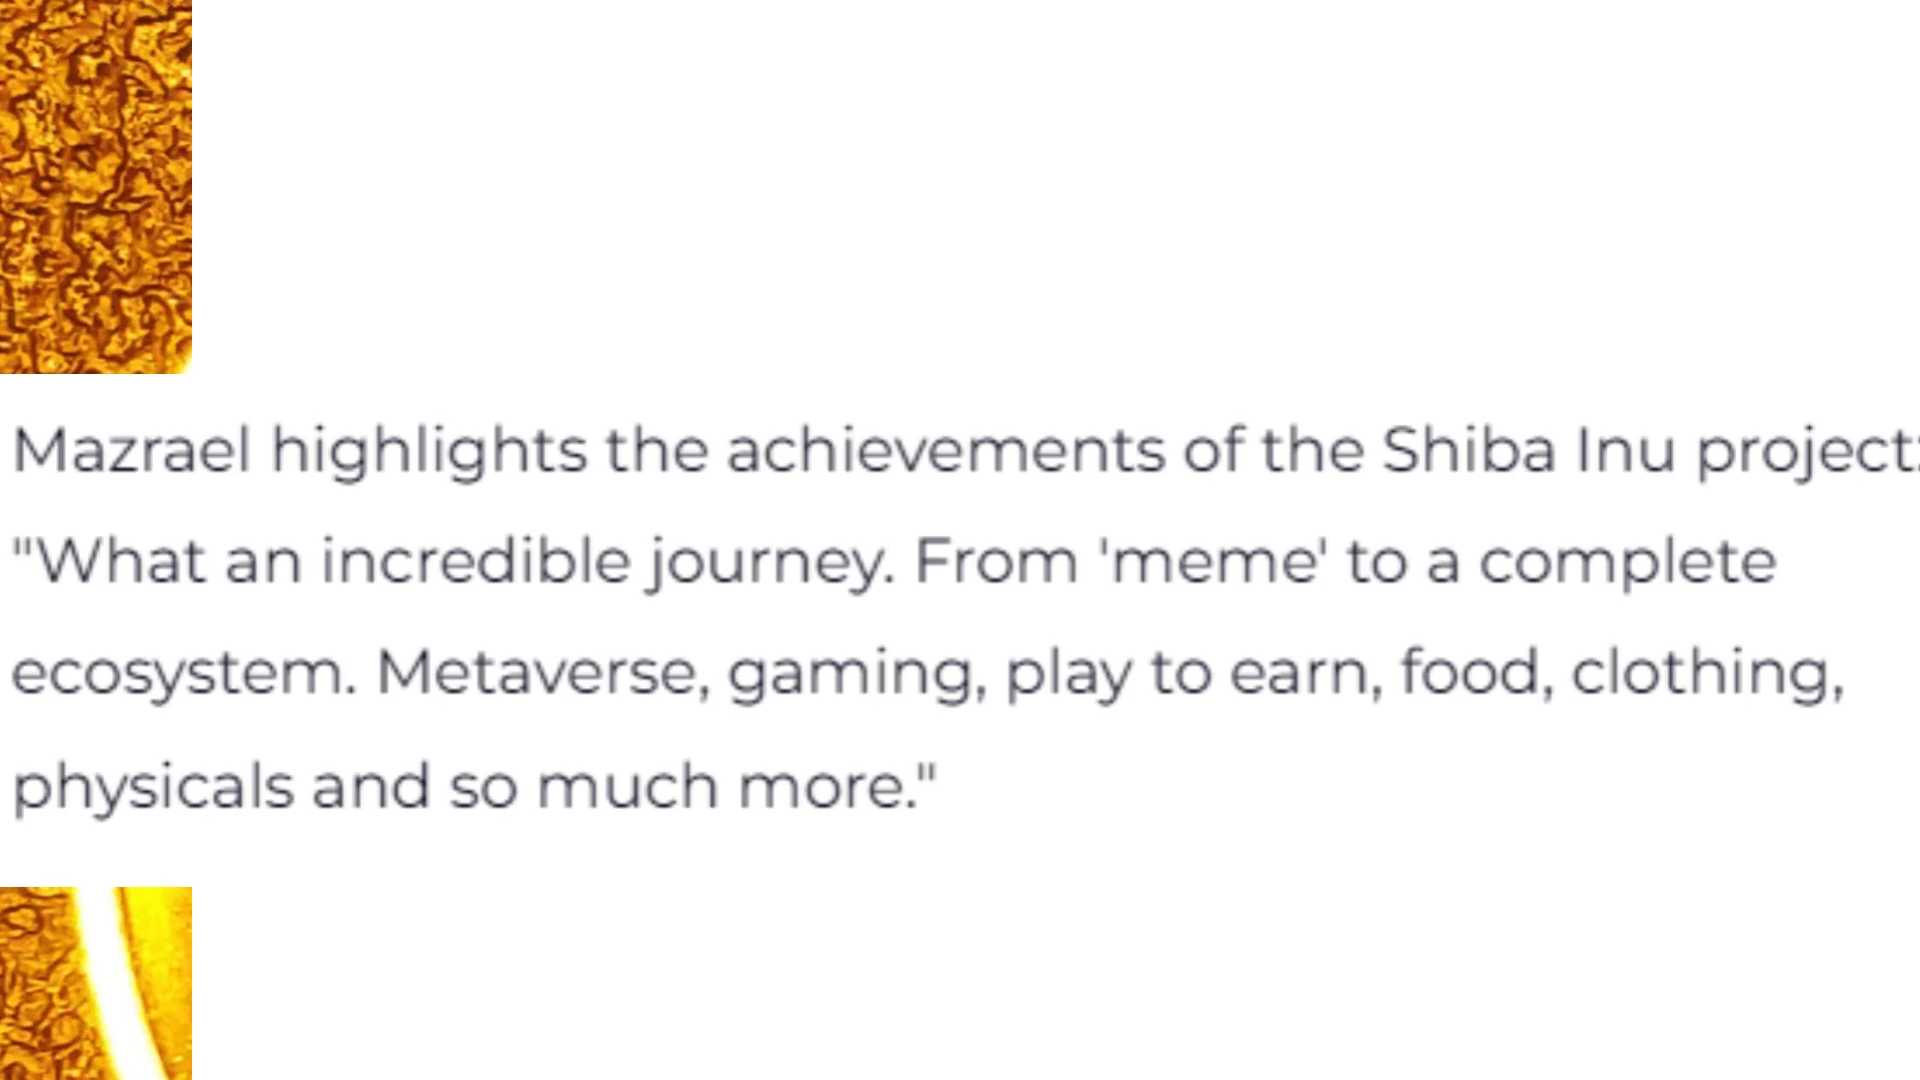 Mazrael highlights the achievements of the Shiba Inu project:
"What an incredible journey. From 'meme' to a complete
ecosystem. Metaverse, gaming, play to earn, food, clothing,
physicals and so much more."